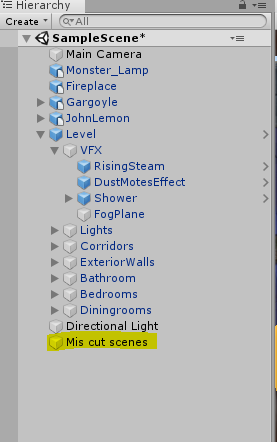 Hierarchy
Create All
SampleScene*
Main Camera
Monster_Lamp
Fireplace
Gargoyle
JohnLemon
Level
VFX
RisingSteam
DustMotesEffect
Shower
FogPlane
Lights
Corridors
ExteriorWalls
Bathroom
Bedrooms
Diningrooms
Directional Light
Mis cut scenes